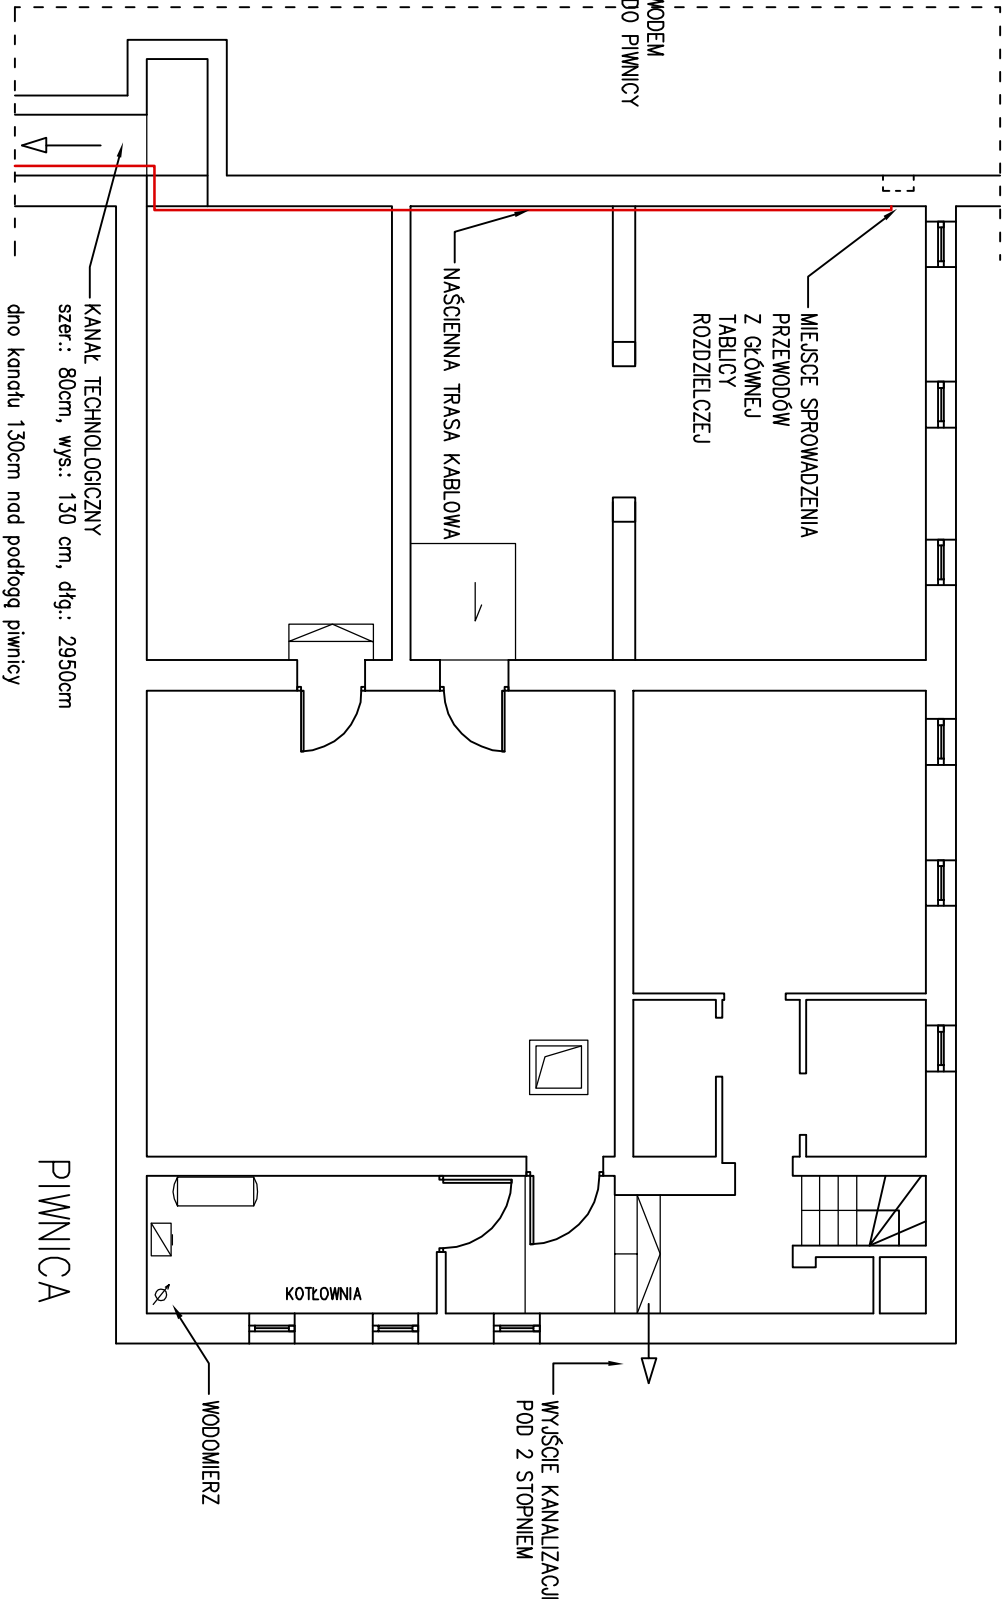 WODEM
DO PIWNICY
MIEJSCE SPROWADZENIA
PRZEWODÓW
Z GŁÓWNEJ
TABLICY
ROZDZIELCZEJ
NAŚCIENNA TRASA KABLOWA
KANAŁ TECHNOLOGICZNY
szer.: 80cm, wys.: 130 cm, dłg.: 2950cm
dno kanału 130cm nad podłogą piwnicy
KOTŁOWNIA
WYJŚCIE KANALIZACJI
POD 2 STOPNIEM
WODOMIERZ
PIWNICA